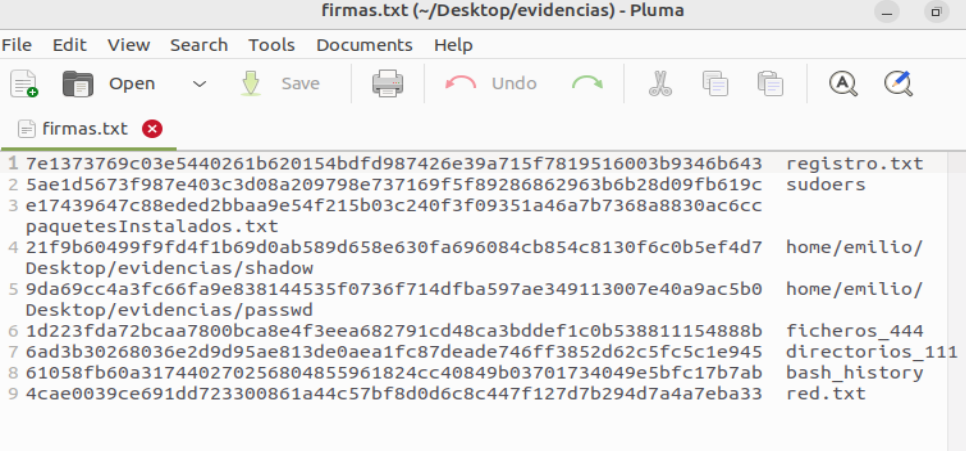 firmas.txt (~/Desktop/evidencias) - Pluma
File Edit View Search Tools Documents Help
Open Save Undo
firmas.txt
1 7e1373769c03e5440261b620154bdfd987426e39a715f7819516003b9346b643 registro.txt
2 5ae1d5673f987e403c3d08a209798e737169f5f89286862963b6b28d09fb619c sudoers
3 e17439647c88eded2bbaa9e54f215b03c240f3f09351a46a7b7368a8830ac6cc
paquetesInstalados.txt
4 21f9b60499f9fd4f1b69d0ab589d658e630fa696084cb854c8130f6c0b5ef4d7 home/emilio/
Desktop/evidencias/shadow
5 9da69cc4a3fc66fa9e838144535f0736f714dfba597ae349113007e40a9ac5b0 home/emilio/
Desktop/evidencias/passwd
6 1d223fda72bcaa7800bca8e4f3eea682791cd48ca3bddef1c0b538811154888b ficheros_444
7 6ad3b30268036e2d9d95ae813de0aea1fc87deade746ff3852d62c5fc5c1e945 directorios_111
8 61058fb60a317440270256804855961824cc40849b03701734049e5bfc17b7ab bash_history
9 4cae0039ce691dd723300861a44c57bf8d0d6c8c447f127d7b294d7a4a7eba33 red.txt